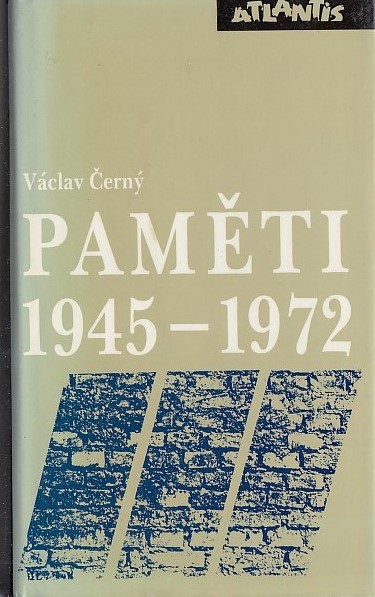 ATLANTIS
Václav Černý
PAMĚTI
1945–1972